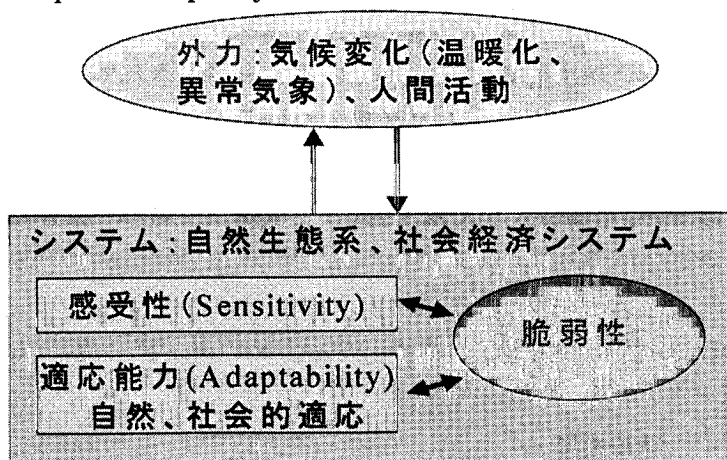 外力:気候変化(温暖化、
異常気象)、人間活動
システム:自然生態系、社会経済システム
感受性(Sensitivity)
脆弱性
適応能力(Adaptability)
自然、社会的適応